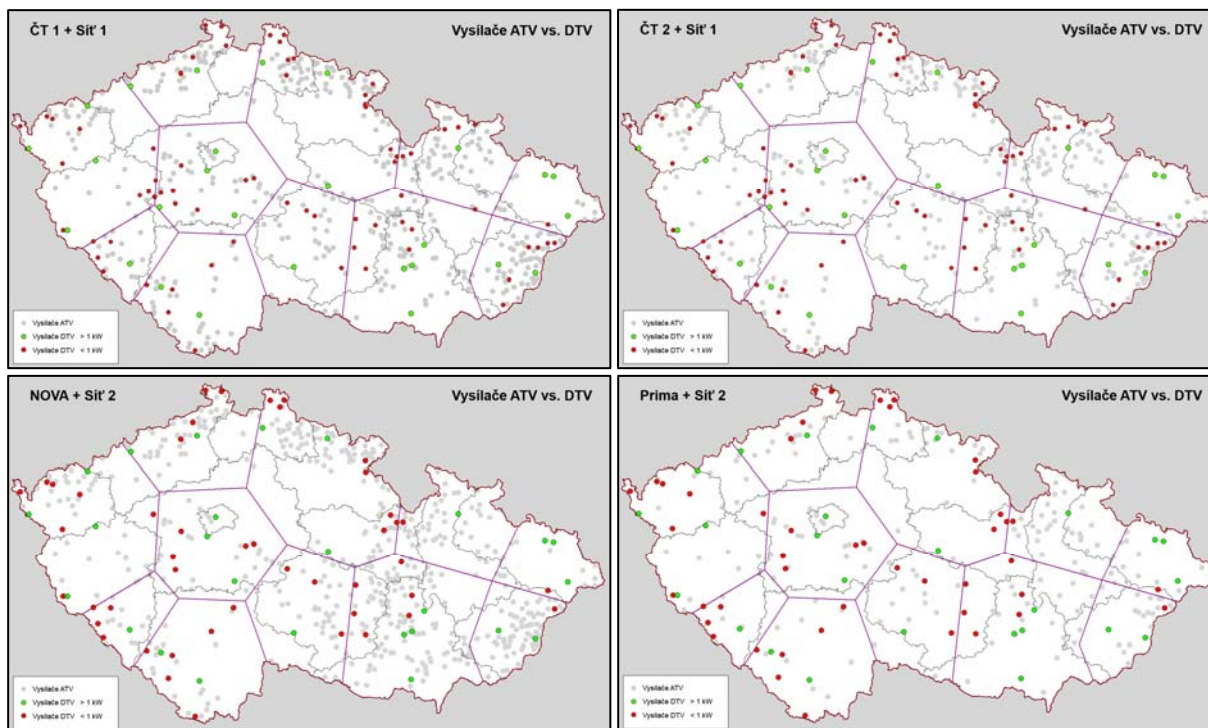 ČT 1 + Síť 1 Vysílače ATV vs. DTV
Vysílače ATV
Vysílače DTV > 1 kW
Vysílače DTV < 1 kW
ČT 2 + Síť 1 Vysílače ATV vs. DTV
Vysílače ATV
Vysílače DTV > 1 kW
Vysílače DTV < 1 kW
NOVA + Síť 2 Vysílače ATV vs. DTV
Vysílače ATV
Vysílače DTV > 1 kW
Vysílače DTV < 1 kW
Prima + Síť 2 Vysílače ATV vs. DTV
Vysílače ATV
Vysílače DTV > 1 kW
Vysílače DTV < 1 kW